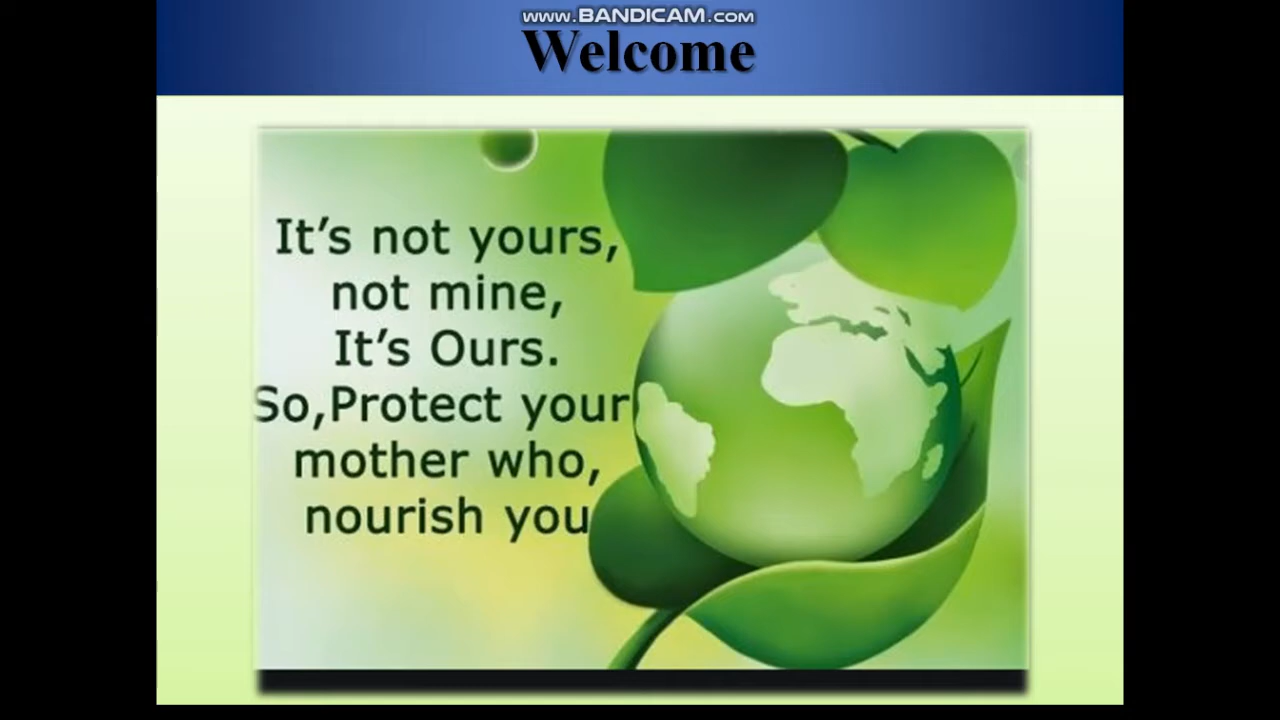 www.BANDICAM.com
Welcome
It's not yours,
not mine,
It's Ours.
So,Protect your
mother who,
nourish you